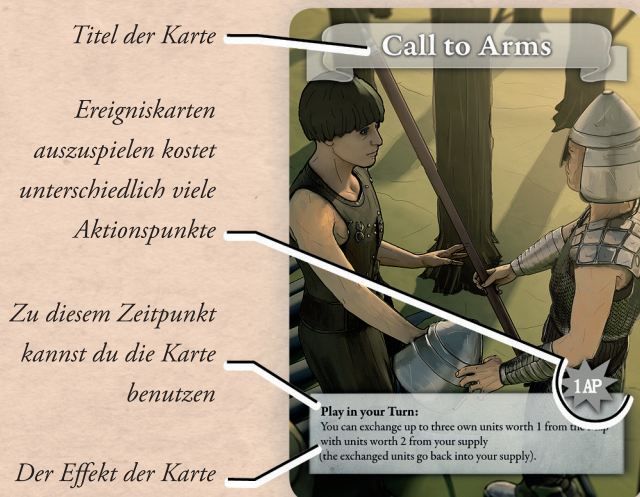 Titel der Karte
Call to Arms
Ereigniskarten
auszuspielen kostet
unterschiedlich viele
Aktionspunkte
Zu diesem Zeitpunkt
kannst du die Karte
benutzen
1AP
Play in your Turn:
You can exchange up to three own units worth 1 from the
with units worth 2 from your supply
(the exchanged units go back into your supply).
Der Effekt der Karte